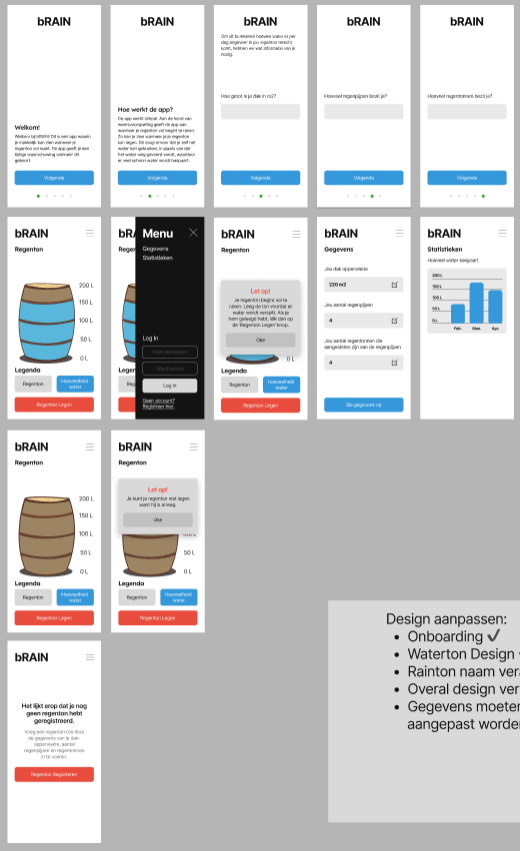 bRAIN
Welkom!
Welkom bij bRAIN! Dit is een app waarin
je makkelijk kan zien wanneer je
regenton vol raakt. De app geeft je een
tijdige waarschuwing wanneer dit
gebeurt.
Volgende
bRAIN
Hoe werkt de app?
De app werkt simpel. Aan de hand van
weersvoorspelling geeft de app aan
wanneer je regenton vol begint te raken.
Zo kan je zien wanneer je je regenton
kan legen. Dit zorgt ervoor dat je zelf het
water kan gebruiken, in plaats van dat
het water weg gevoerd wordt, waardoor
er veel schoon water wordt bespaart.
Volgende
bRAIN
Om uit te rekenen hoeveel water er per
dag ongeveer in jou regenton terecht
komt, hebben we wat informatie van je
nodig.
Hoe groot is je dak in m2?
Volgende
bRAIN
Hoeveel regenpijpen bezit je?
Volgende
bRAIN
Hoeveel regentonnen bezit je?
Volgende
bRAIN
Regenton
200 L
150 L
100 L
50 L
0 L
Legenda
Regenton
Hoeveelheid
water
Regenton Legen
Menu
Gegevens
Statistieken
Log In
Log in
Geen account?
Registreer hier.
bRAIN
Regenton
Let op!
Je regenton begint vol te
raken. Leeg de ton voordat er
water verspilt. Als je
hem geleegd hebt, klik dan op
de 'Regenton Legen' knop.
Oke
0 L
Legenda
Regenton
Hoeveelheid
water
Regenton Legen
bRAIN
Gegevens
Jou dak oppervlakte
220 m2
Jou aantal regenpijpen
4
Jou aantal regentonnen die
aangesloten zijn aan de regenpijpen
4
Sla gegevens op
bRAIN
Statistieken
Hoeveel water bespaart
200 L
150 L
100 L
50 L
0 L
Feb.
Maa.
Apr.
bRAIN
Regenton
200 L
150 L
100 L
50 L
0 L
Legenda
Regenton
Hoeveelheid
water
Regenton Legen
bRAIN
Regenton
Let op!
Je kunt je regenton niet legen
want hij is al leeg.
Oke
50 L
0 L
Legenda
Regenton
Hoeveelheid
water
Regenton Legen
bRAIN
Het lijkt erop dat je nog
geen regenton hebt
geregistreerd.
Voeg een regenton toe door
de gegevens van je dak-
oppervlakte, aantal
regenpijpen en regentonnen
in te voeren.
Regenton Registreren
Design aanpassen:
• Onboarding ✓
• Waterton Design
• Rainton naam ver
• Overal design ver
• Gegevens moeten
aangepast worde